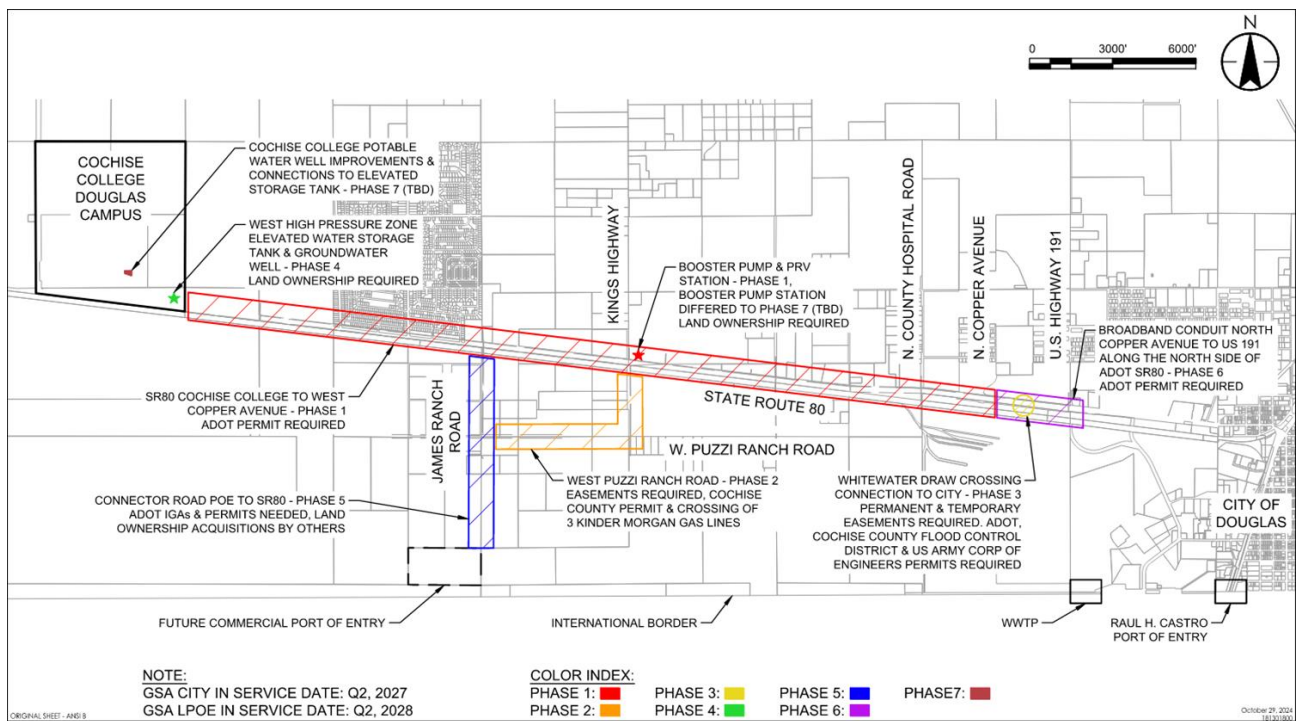 N
0 3000' 6000'
COCHISE
COLLEGE
DOUGLAS
CAMPUS
COCHISE COLLEGE POTABLE
WATER WELL IMPROVEMENTS &
CONNECTIONS TO ELEVATED
STORAGE TANK - PHASE 7 (TBD)
WEST HIGH PRESSURE ZONE
ELEVATED WATER STORAGE
TANK & GROUNDWATER
WELL - PHASE 4
LAND OWNERSHIP REQUIRED
KINGS HIGHWAY
BOOSTER PUMP & PRV
STATION - PHASE 1,
BOOSTER PUMP STATION
DIFFERED TO PHASE 7 (TBD)
LAND OWNERSHIP REQUIRED
N. COUNTY HOSPITAL ROAD
N. COPPER AVENUE
U.S. HIGHWAY 191
BROADBAND CONDUIT NORTH
COPPER AVENUE TO US 191
ALONG THE NORTH SIDE OF
ADOT SR80 - PHASE 6
ADOT PERMIT REQUIRED
SR80 COCHISE COLLEGE TO WEST
COPPER AVENUE - PHASE 1
ADOT PERMIT REQUIRED
STATE ROUTE 80
JAMES RANCH
ROAD
W. PUZZI RANCH ROAD
CONNECTOR ROAD POE TO SR80 - PHASE 5
ADOT IGAs & PERMITS NEEDED, LAND
OWNERSHIP ACQUISITIONS BY OTHERS
WEST PUZZI RANCH ROAD - PHASE 2
EASEMENTS REQUIRED, COCHISE
COUNTY PERMIT & CROSSING OF
3 KINDER MORGAN GAS LINES
WHITEWATER DRAW CROSSING
CONNECTION TO CITY - PHASE 3
PERMANENT & TEMPORARY
EASEMENTS REQUIRED. ADOT,
COCHISE COUNTY FLOOD CONTROL
DISTRICT & US ARMY CORP OF
ENGINEERS PERMITS REQUIRED
CITY OF
DOUGLAS
FUTURE COMMERCIAL PORT OF ENTRY
INTERNATIONAL BORDER
WWTP
RAUL H. CASTRO
PORT OF ENTRY
NOTE:
GSA CITY IN SERVICE DATE: Q2, 2027
GSA LPOE IN SERVICE DATE: Q2, 2028
COLOR INDEX:
PHASE 1: PHASE 3: PHASE 5: PHASE7:
PHASE 2: PHASE 4: PHASE 6:
ORIGINAL SHEET - ANSI B
October 29, 2024
181301800